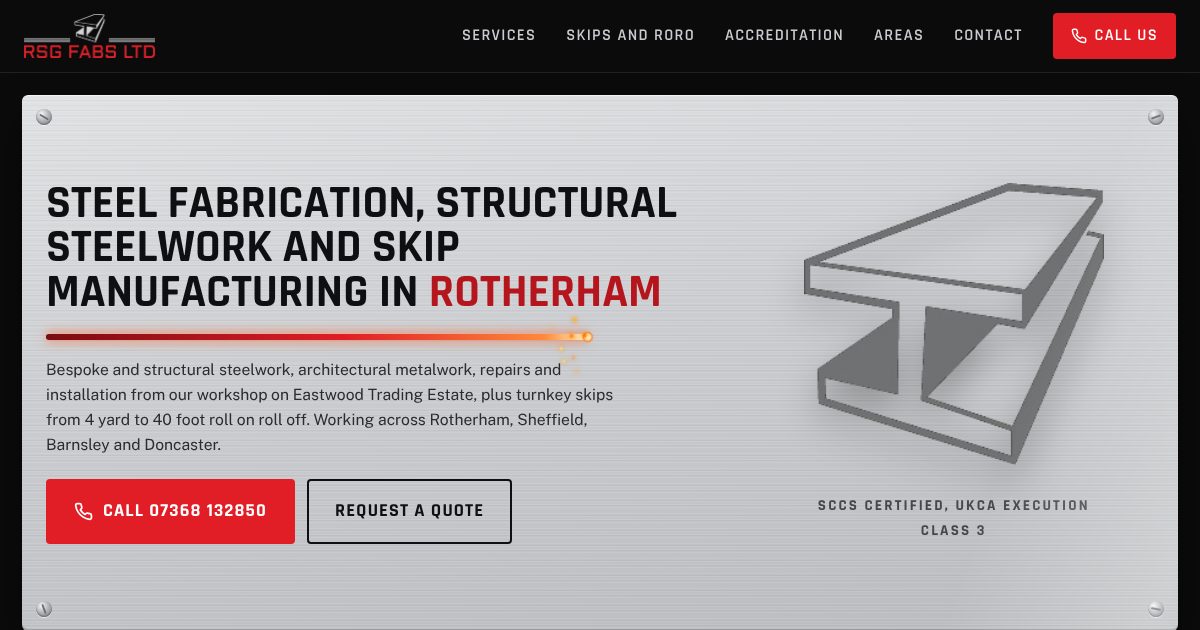 RSG FABS LTD
SERVICES
SKIPS AND RORO
ACCREDITATION
AREAS
CONTACT
CALL US
STEEL FABRICATION, STRUCTURAL
STEELWORK AND SKIP
MANUFACTURING IN ROTHERHAM
Bespoke and structural steelwork, architectural metalwork, repairs and
installation from our workshop on Eastwood Trading Estate, plus turnkey skips
from 4 yard to 40 foot roll on roll off. Working across Rotherham, Sheffield,
Barnsley and Doncaster.
CALL 07368 132850
REQUEST A QUOTE
SCCS CERTIFIED, UKCA EXECUTION
CLASS 3